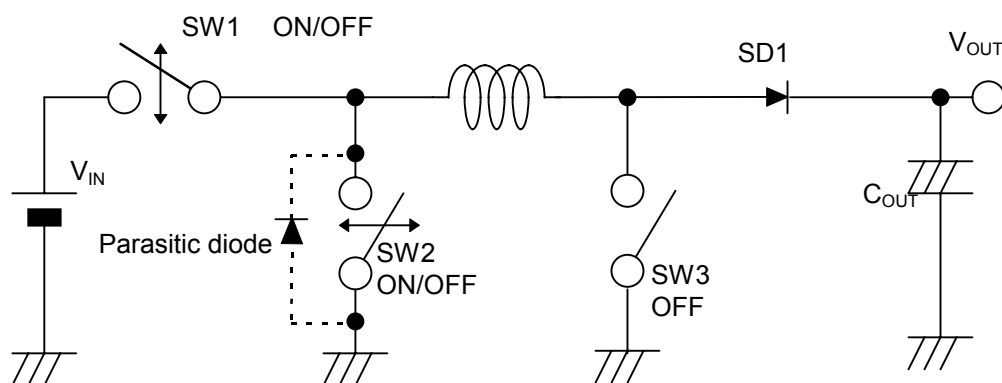 SW1 ON/OFF
SD1
VOUT
VIN
COUT
Parasitic diode
SW2
ON/OFF
SW3
OFF